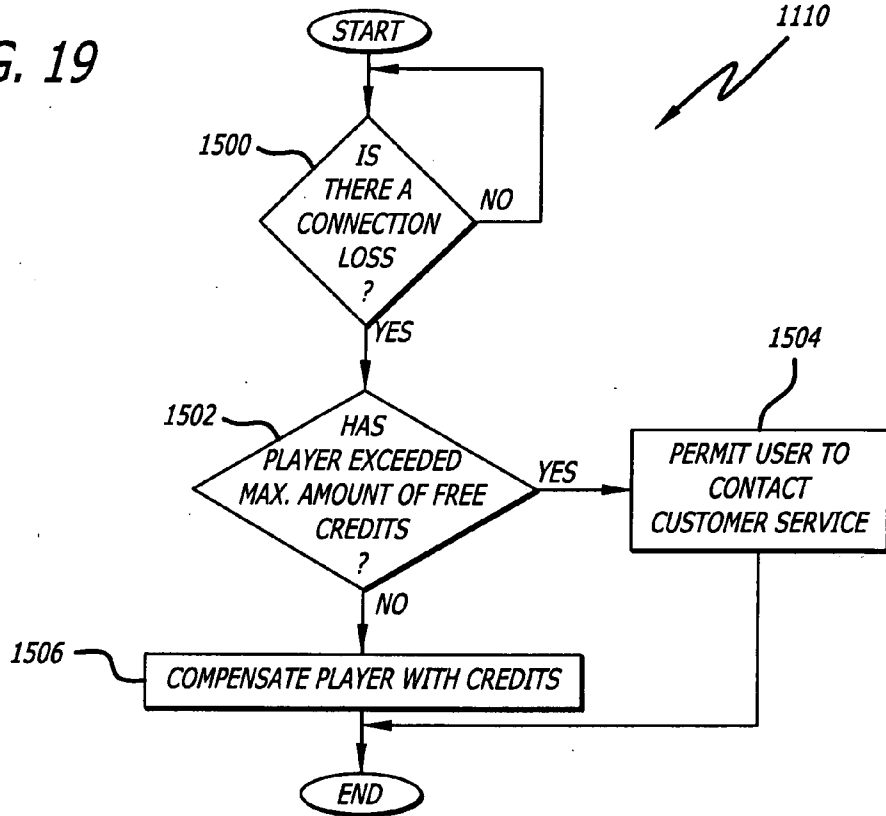 G. 19
START
1110
1500
IS
THERE A
CONNECTION
LOSS
?
NO
YES
1502
HAS
PLAYER EXCEEDED
MAX. AMOUNT OF FREE
CREDITS
?
YES
1504
PERMIT USER TO
CONTACT
CUSTOMER SERVICE
NO
1506
COMPENSATE PLAYER WITH CREDITS
END